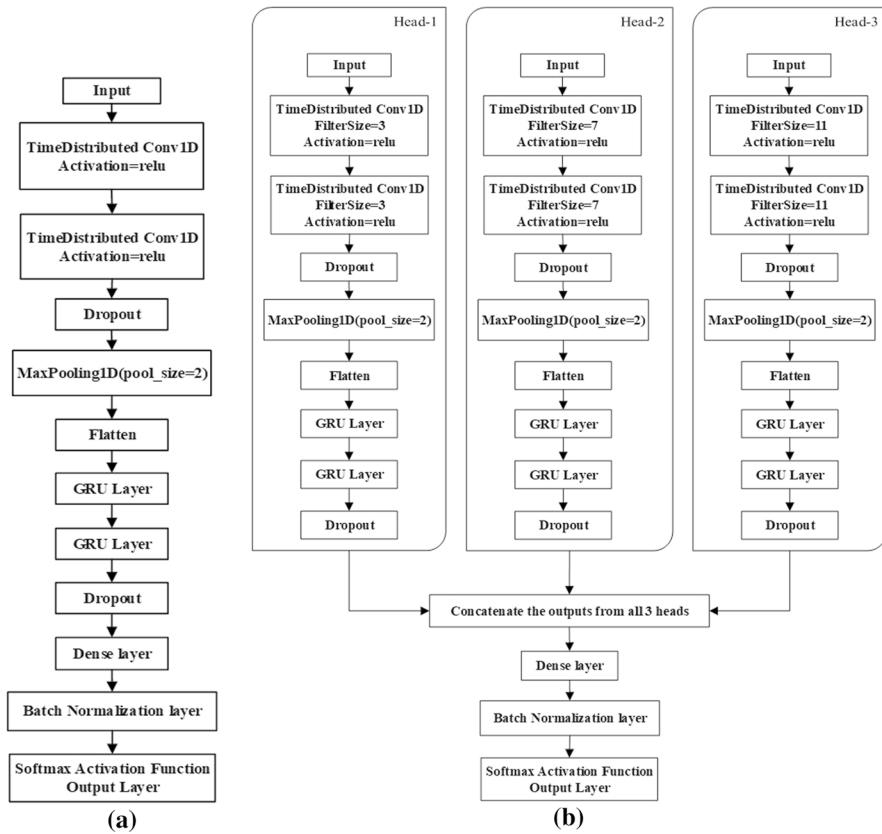 Input
TimeDistributed Conv1D
Activation=relu
TimeDistributed Conv1D
Activation=relu
Dropout
MaxPooling1D(pool_size=2)
Flatten
GRU Layer
GRU Layer
Dropout
Dense layer
Batch Normalization layer
Softmax Activation Function
Output Layer
(a)
Head-1
Input
TimeDistributed Conv1D
FilterSize=3
Activation=relu
TimeDistributed Conv1D
FilterSize=3
Activation=relu
Dropout
MaxPooling1D(pool_size=2)
Flatten
GRU Layer
GRU Layer
Dropout
Head-2
Input
TimeDistributed Conv1D
FilterSize=7
Activation=relu
TimeDistributed Conv1D
FilterSize=7
Activation=relu
Dropout
MaxPooling1D(pool_size=2)
Flatten
GRU Layer
GRU Layer
Dropout
Head-3
Input
TimeDistributed Conv1D
FilterSize=11
Activation=relu
TimeDistributed Conv1D
FilterSize=11
Activation=relu
Dropout
MaxPooling1D(pool_size=2)
Flatten
GRU Layer
GRU Layer
Dropout
Concatenate the outputs from all 3 heads
Dense layer
Batch Normalization layer
Softmax Activation Function
Output Layer
(b)